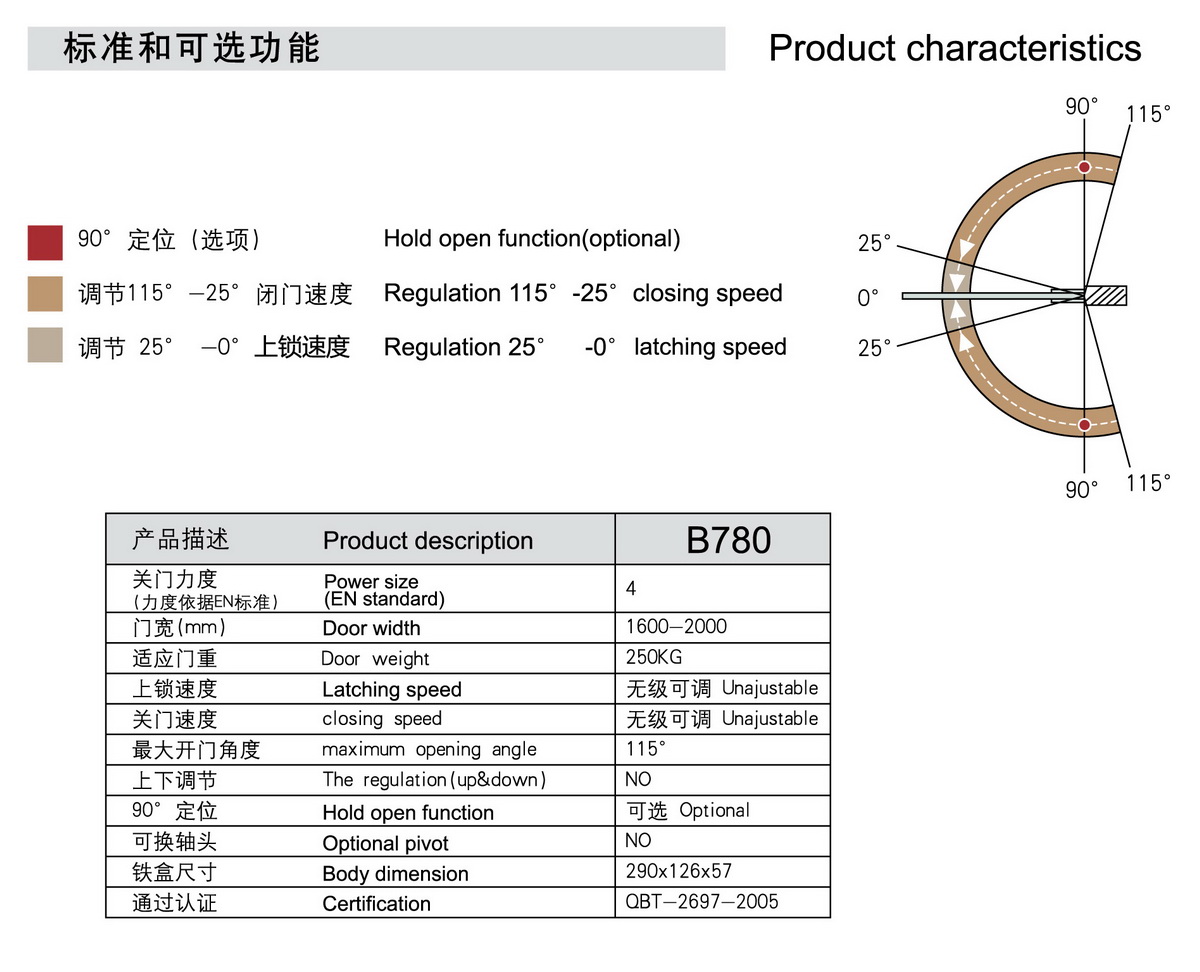 标准和可选功能 Product characteristics
90° 115°
90° 定位 (选项) Hold open function(optional)
25°
调节115° —25° 闭门速度 Regulation 115° -25° closing speed
0°
调节 25° —0° 上锁速度 Regulation 25° -0° latching speed
25°
90° 115°
产品描述 Product description B780
关门力度 Power size 4
(力度依据EN标准) (EN standard)
门宽(mm) Door width 1600—2000
适应门重 Door weight 250KG
上锁速度 Latching speed 无级可调 Unajustable
关门速度 closing speed 无级可调 Unajustable
最大开门角度 maximum opening angle 115°
上下调节 The regulation(up&down) NO
90° 定位 Hold open function 可选 Optional
可换轴头 Optional pivot NO
铁盒尺寸 Body dimension 290x126x57
通过认证 Certification QBT—2697—2005